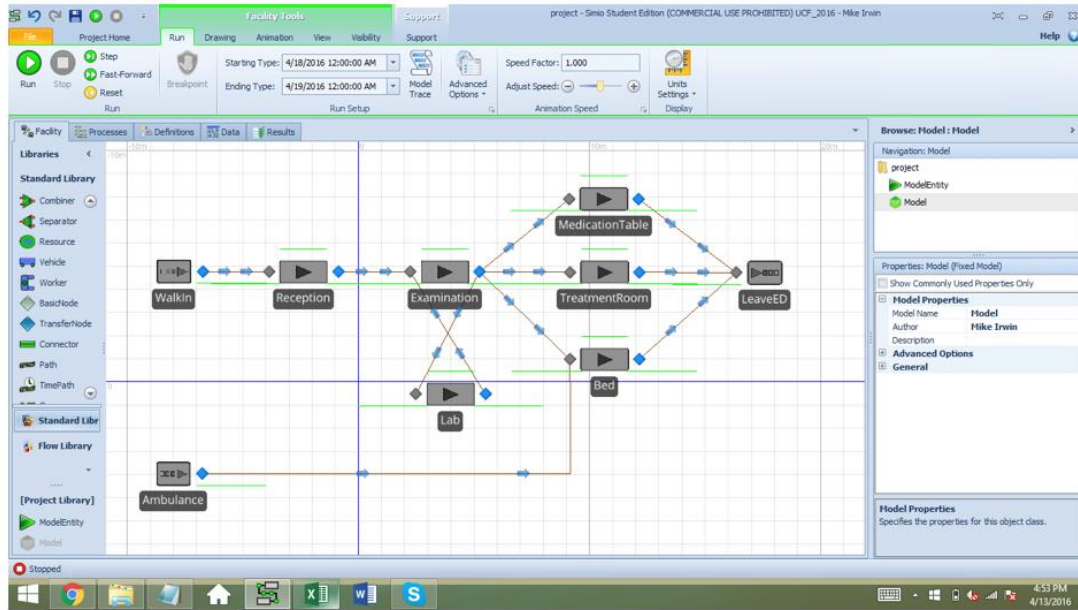 Facility Tools
Support
project - Simio Student Edition (COMMERCIAL USE PROHIBITED) UCF_2016 - Mike Irwin
File
Project Home
Run
Drawing
Animation
View
Visibility
Support
Help
Run
Stop
Step
Fast-Forward
Reset
Run
Breakpoint
Starting Type: 4/18/2016 12:00:00 AM
Ending Type: 4/19/2016 12:00:00 AM
Run Setup
Model Trace
Advanced Options
Speed Factor: 1.000
Adjust Speed:
Animation Speed
Units Settings
Display
Facility
Processes
Definitions
Data
Results
Libraries
Standard Library
Combiner
Separator
Resource
Vehicle
Worker
BasicNode
TransferNode
Connector
Path
TimePath
Standard Libr
Flow Library
[Project Library]
ModelEntity
Model
-10m
0
10m
20m
-10m
0
MedicationTable
WalkIn
Reception
Examination
TreatmentRoom
LeaveED
Bed
Lab
Ambulance
Browse: Model : Model
Navigation: Model
project
ModelEntity
Model
Properties: Model (Fixed Model)
Show Commonly Used Properties Only
Model Properties
Model Name Model
Author Mike Irwin
Description
Advanced Options
General
Model Properties
Specifies the properties for this object class.
Stopped
4:53 PM
4/13/2016